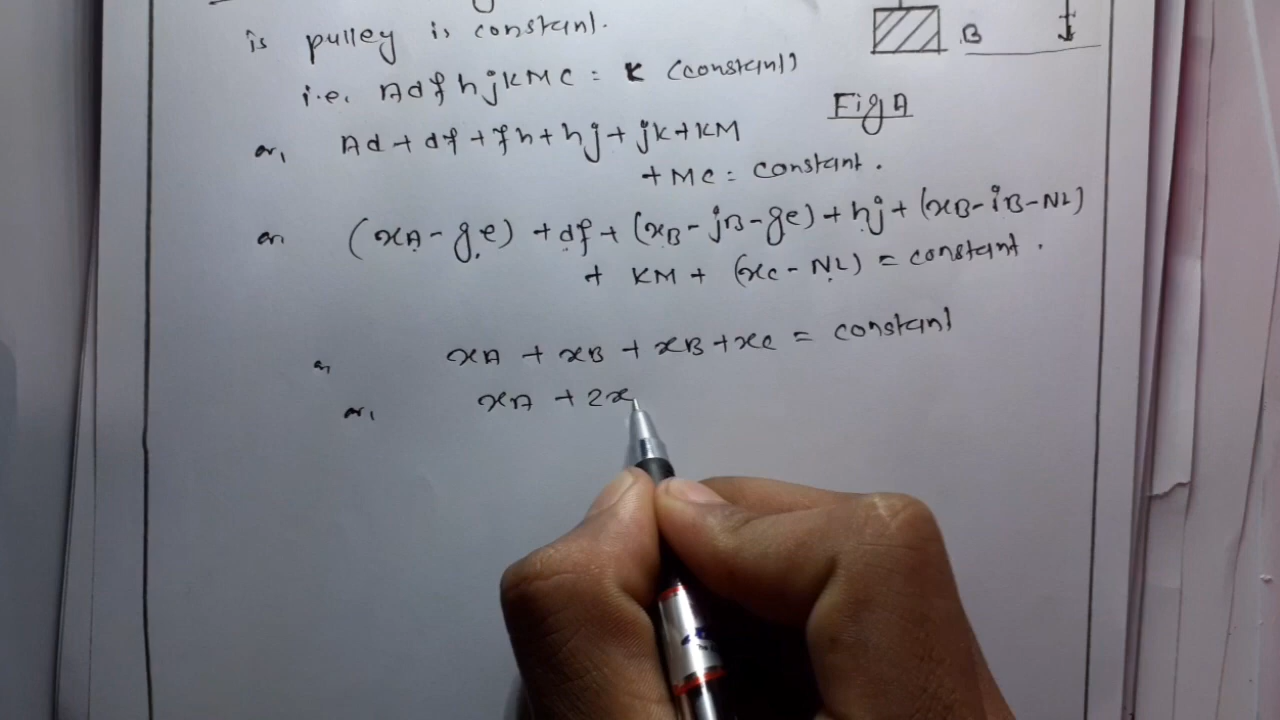 is pulley is constant.
B
i.e. AdfhjKMC = K (constant)
Fig A
or, Ad + df + fh + hj + jk + KM
+ MC = constant.
or (xA - ge) + df + (xB - jB - ge) + hj + (xB - iB - NL)
+ KM + (xc - NL) = constant.
or xA + xB + xB + xc = constant
or, xA + 2x